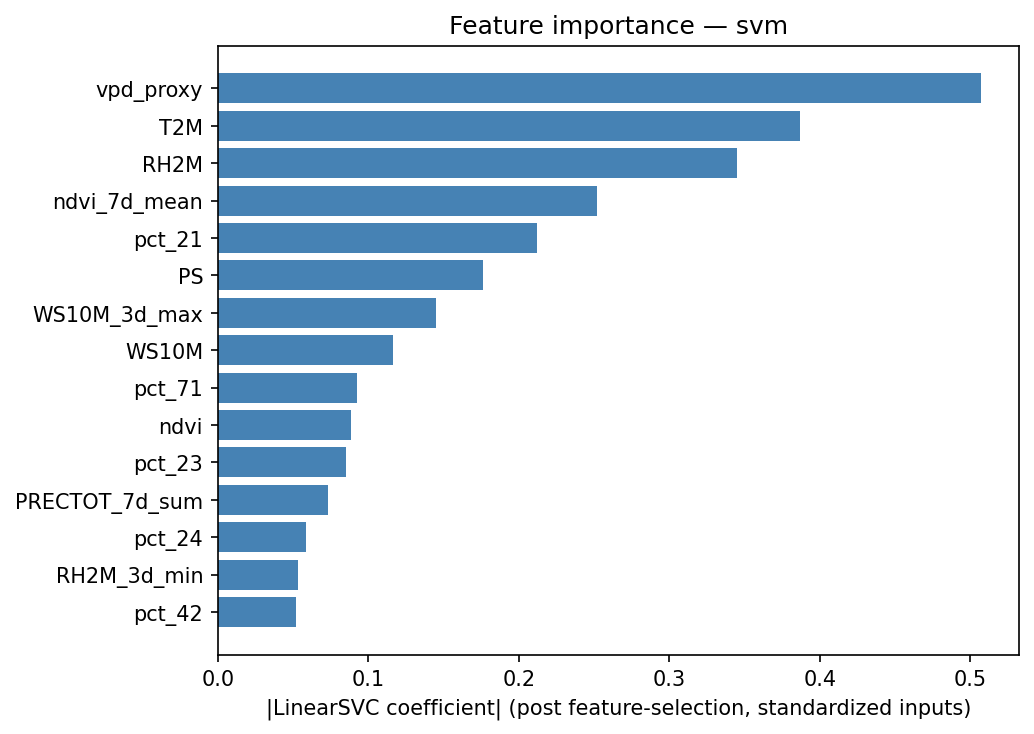 Feature importance — svm
vpd_proxy
T2M
RH2M
ndvi_7d_mean
pct_21
PS
WS10M_3d_max
WS10M
pct_71
ndvi
pct_23
PRECTOT_7d_sum
pct_24
RH2M_3d_min
pct_42
0.0 0.1 0.2 0.3 0.4 0.5
|LinearSVC coefficient| (post feature-selection, standardized inputs)